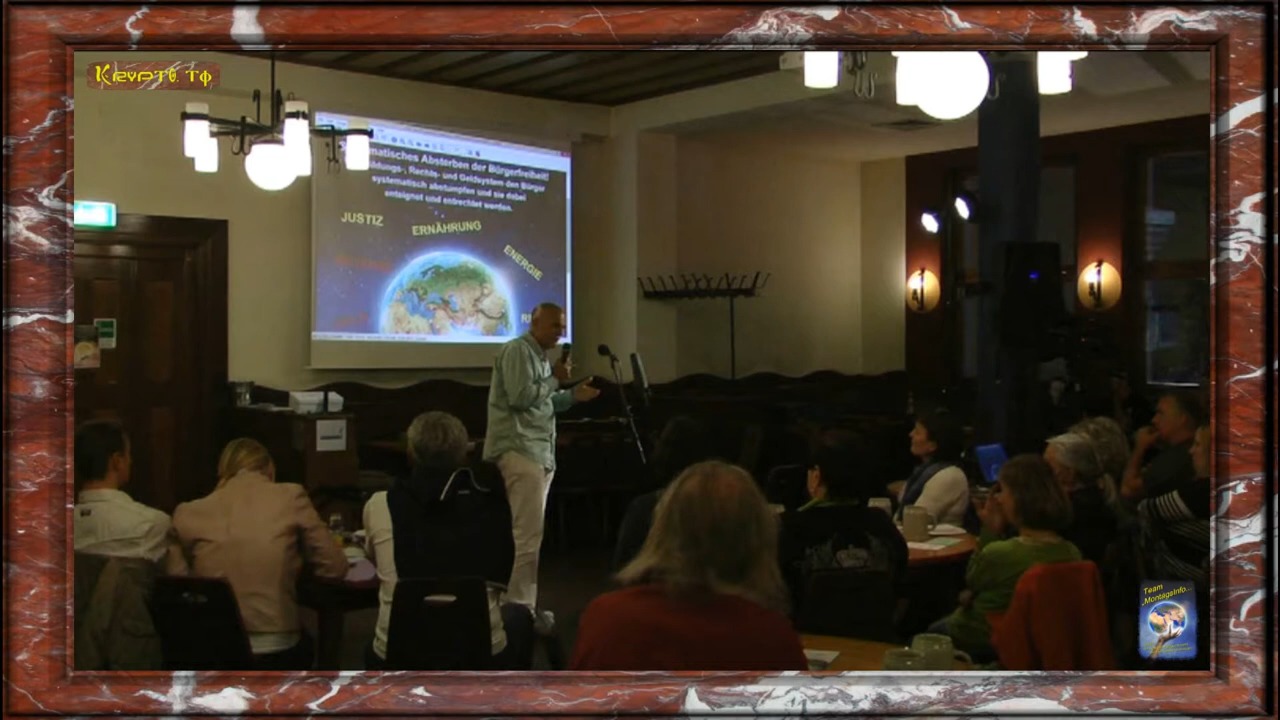 Krypto.TΦ
matisches Absterben der Bürgerfreiheit!
ldungs-, Rechts- und Geldsystem den Bürger
systematisch abstumpfen und sie dabei
enteignet und entrechtet werden.
JUSTIZ
ERNÄHRUNG
ENERGIE
Team
„MontagsInfo...